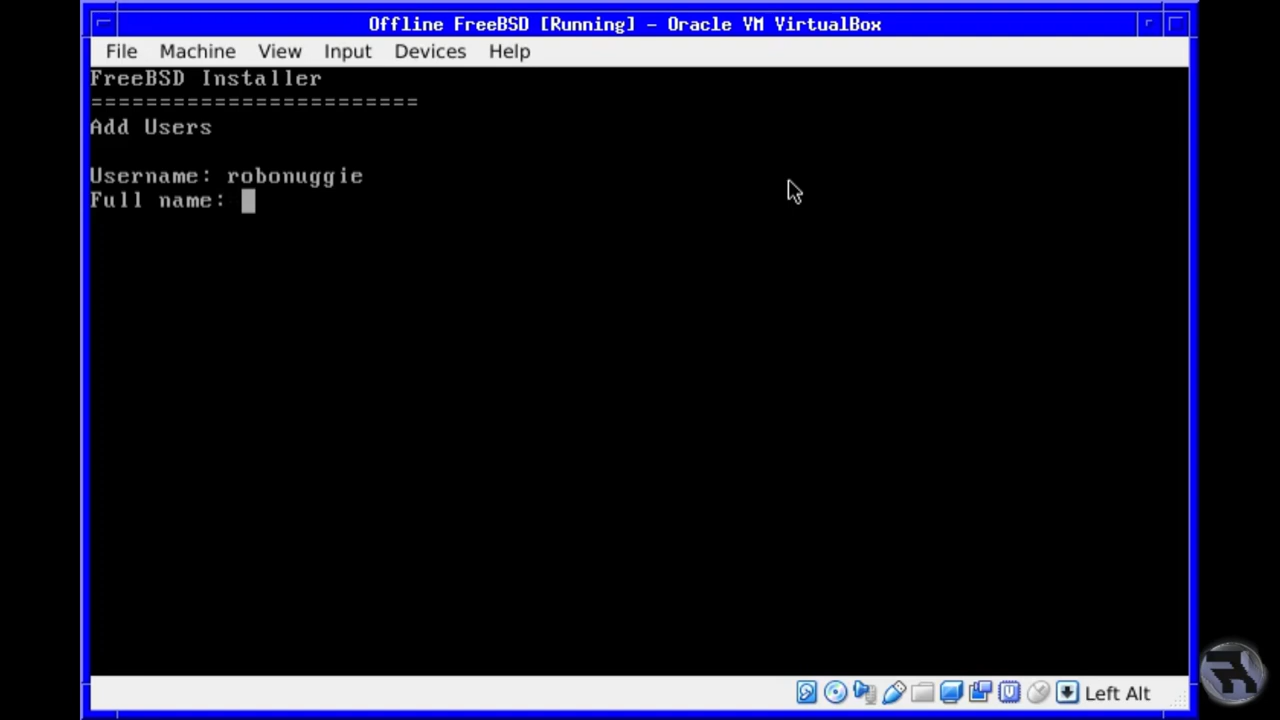 Offline FreeBSD [Running] - Oracle VM VirtualBox
File Machine View Input Devices Help
FreeBSD Installer
========================
Add Users
Username: robonuggie
Full name:
Left Alt